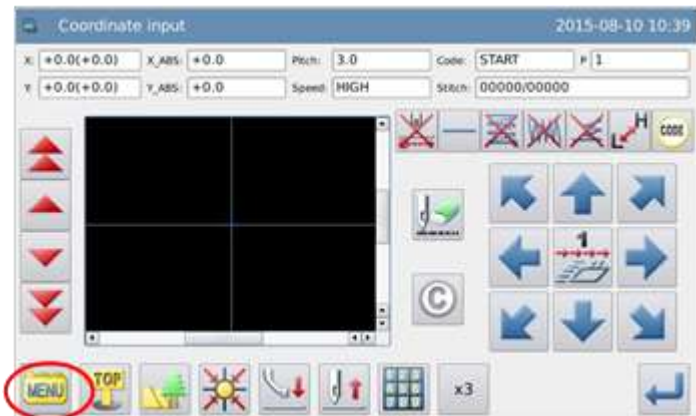 Coordinate input 2015-08-10 10:39
X: +0.0(+0.0) X_ABS: +0.0 Pitch: 3.0 Code: START P 1
Y +0.0(+0.0) Y_ABS: +0.0 Speed: HIGH Stitch: 00000/00000
H
L
CODE
1
C
MENU TOP x3